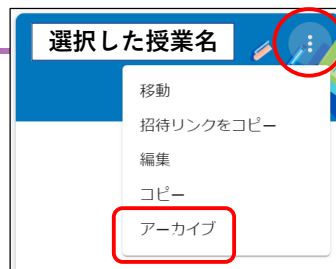 選択した授業名
移動
招待リンクをコピー
編集
コピー
アーカイブ